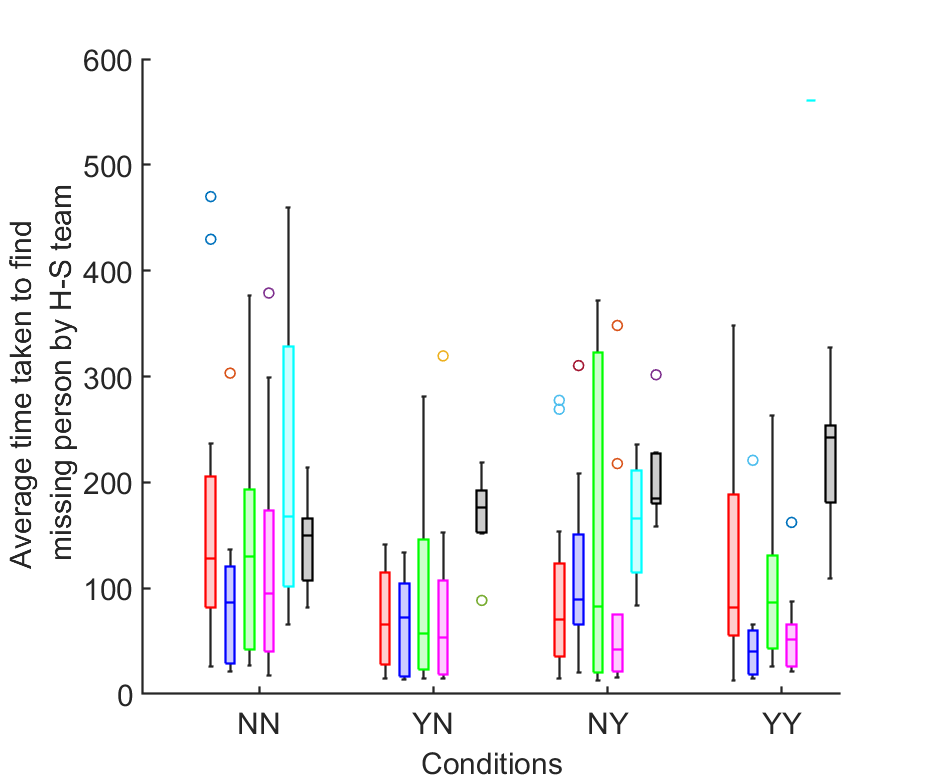 600
500
400
300
200
100
0
Average time taken to find
missing person by H-S team
NN YN NY YY
Conditions